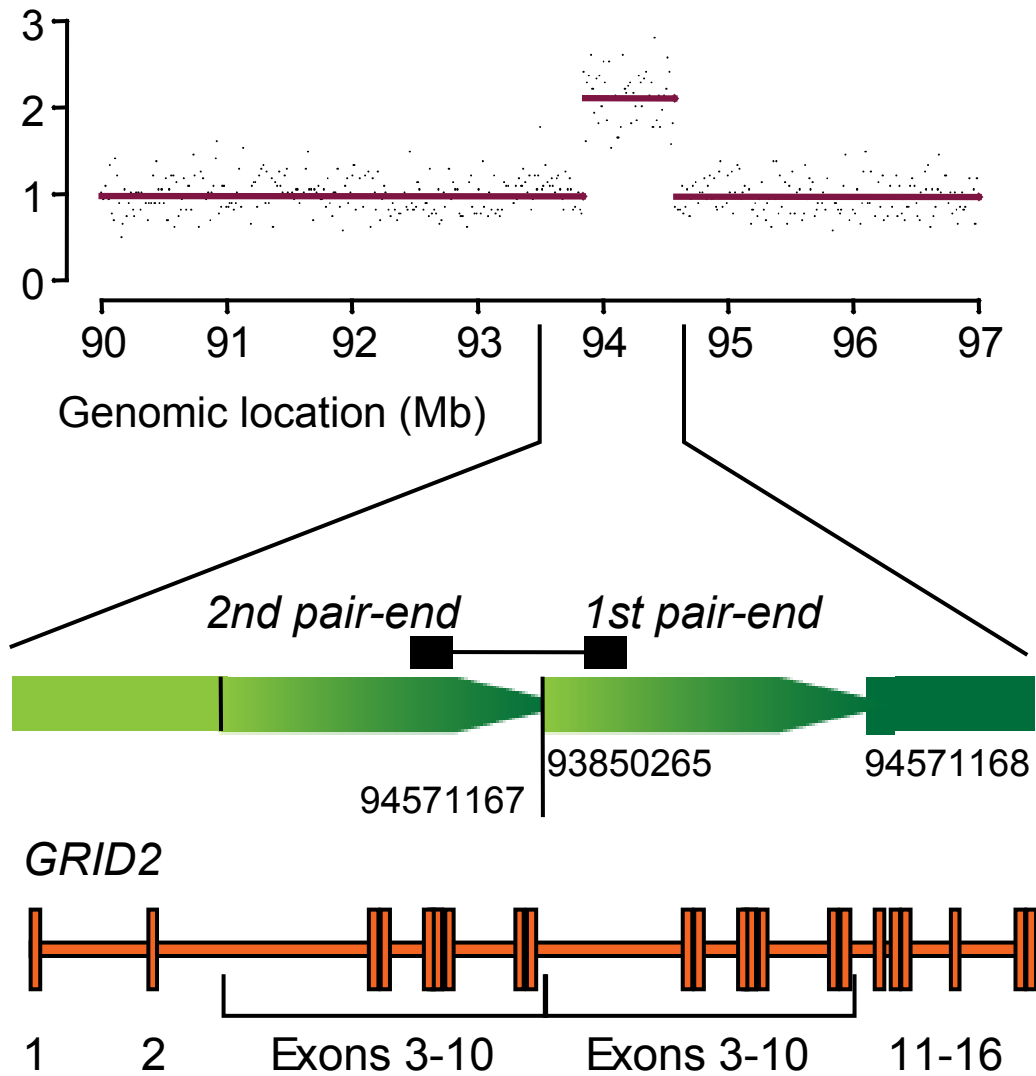 3
2
1
0
90 91 92 93 94 95 96 97
Genomic location (Mb)
2nd pair-end 1st pair-end
93850265 94571168
94571167
GRID2
1 2 Exons 3-10 Exons 3-10 11-16